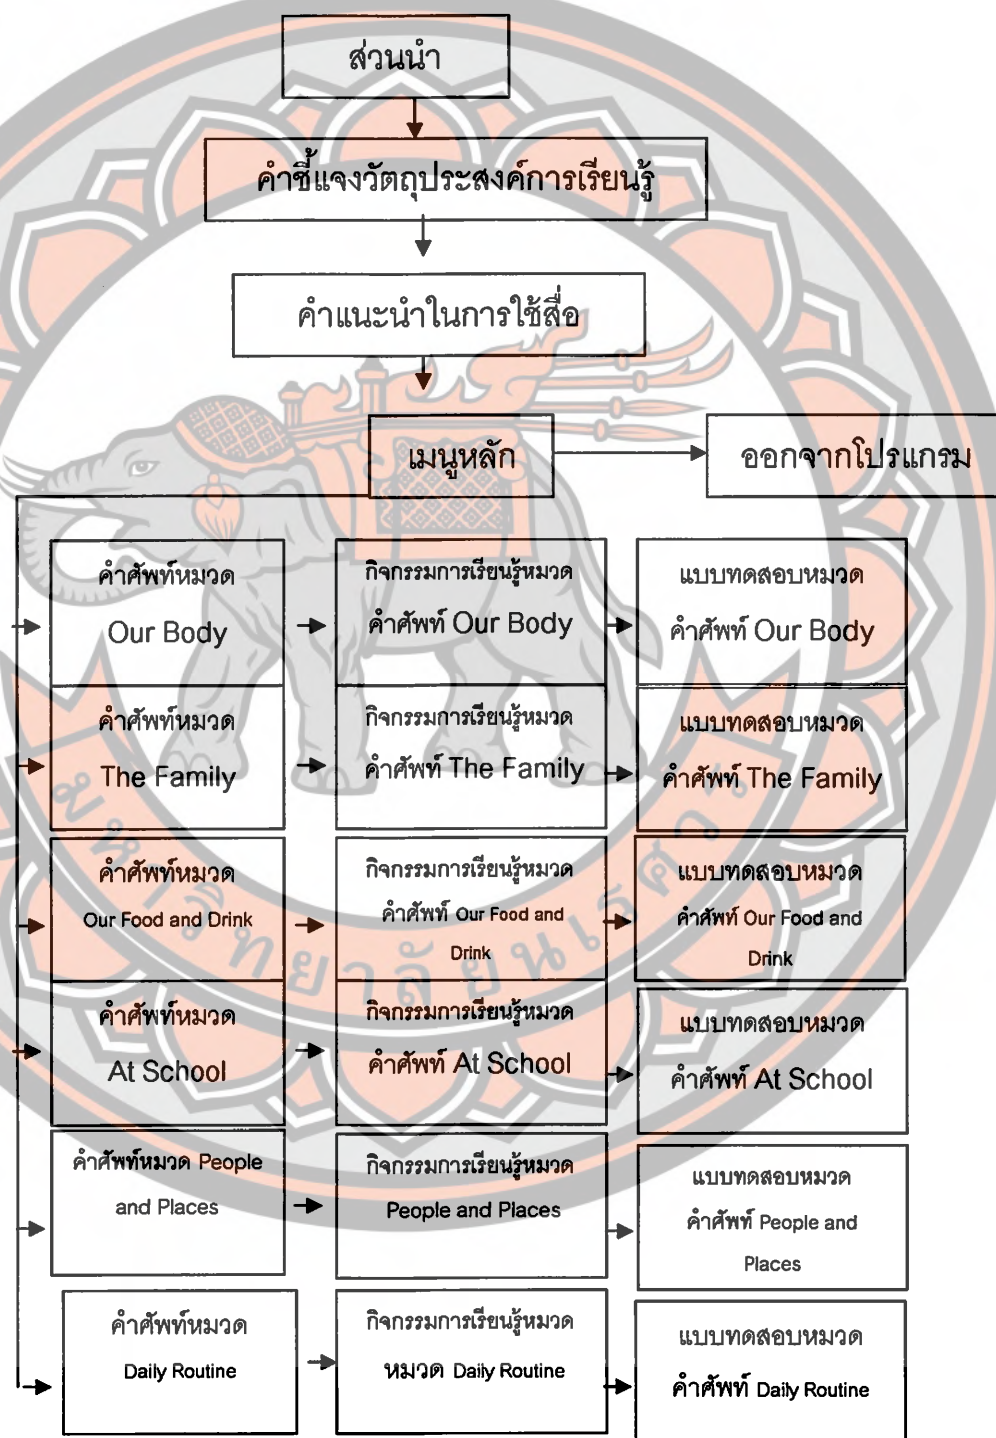 ส่วนนำ
คำชี้แจงวัตถุประสงค์การเรียนรู้
คำแนะนำในการใช้สื่อ
เมนูหลัก
ออกจากโปรแกรม
คำศัพท์หมวด
Our Body
กิจกรรมการเรียนรู้หมวด
คำศัพท์ Our Body
แบบทดสอบหมวด
คำศัพท์ Our Body
คำศัพท์หมวด
The Family
กิจกรรมการเรียนรู้หมวด
คำศัพท์ The Family
แบบทดสอบหมวด
คำศัพท์ The Family
คำศัพท์หมวด
Our Food and Drink
กิจกรรมการเรียนรู้หมวด
คำศัพท์ Our Food and
Drink
แบบทดสอบหมวด
คำศัพท์ Our Food and
Drink
คำศัพท์หมวด
At School
กิจกรรมการเรียนรู้หมวด
คำศัพท์ At School
แบบทดสอบหมวด
คำศัพท์ At School
คำศัพท์หมวด People
and Places
กิจกรรมการเรียนรู้หมวด
People and Places
แบบทดสอบหมวด
คำศัพท์ People and
Places
คำศัพท์หมวด
Daily Routine
กิจกรรมการเรียนรู้หมวด
หมวด Daily Routine
แบบทดสอบหมวด
คำศัพท์ Daily Routine
มหาวิทยาลัยนเรศวร